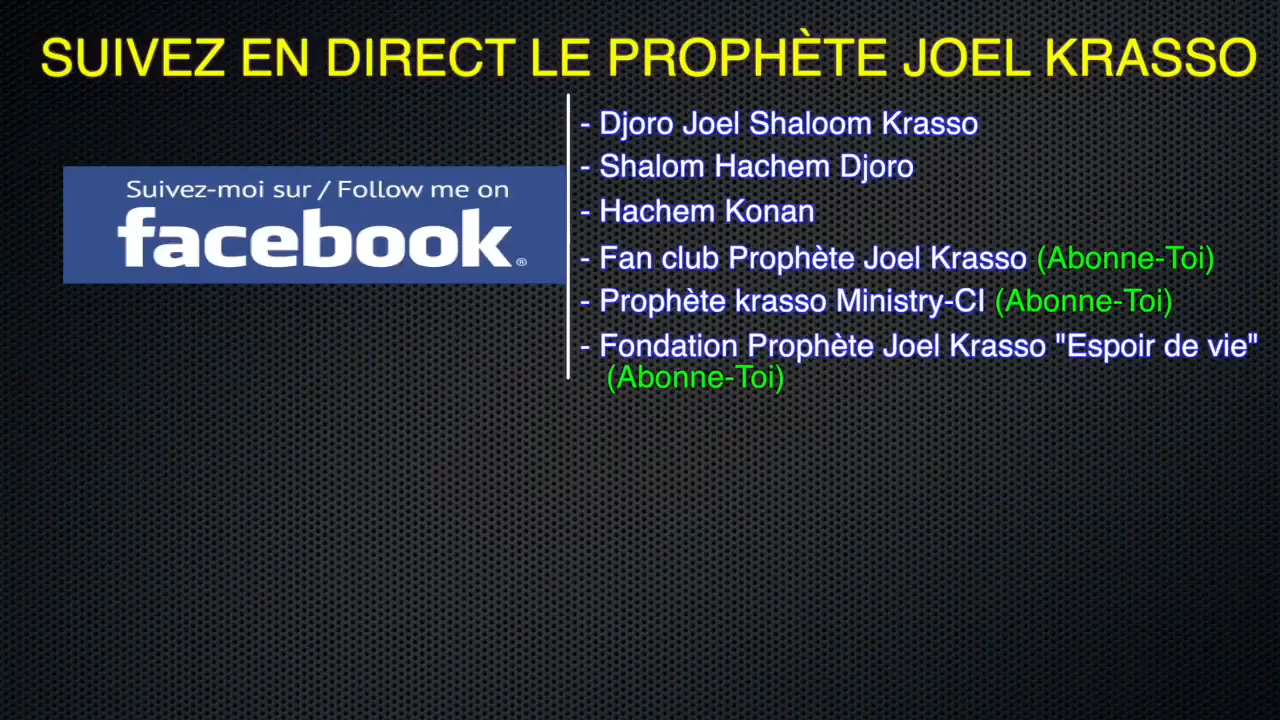 SUIVEZ EN DIRECT LE PROPHÈTE JOEL KRASSO
Suivez-moi sur / Follow me on
facebook®
- Djoro Joel Shaloom Krasso
- Shalom Hachem Djoro
- Hachem Konan
- Fan club Prophète Joel Krasso (Abonne-Toi)
- Prophète krasso Ministry-CI (Abonne-Toi)
- Fondation Prophète Joel Krasso "Espoir de vie"
(Abonne-Toi)